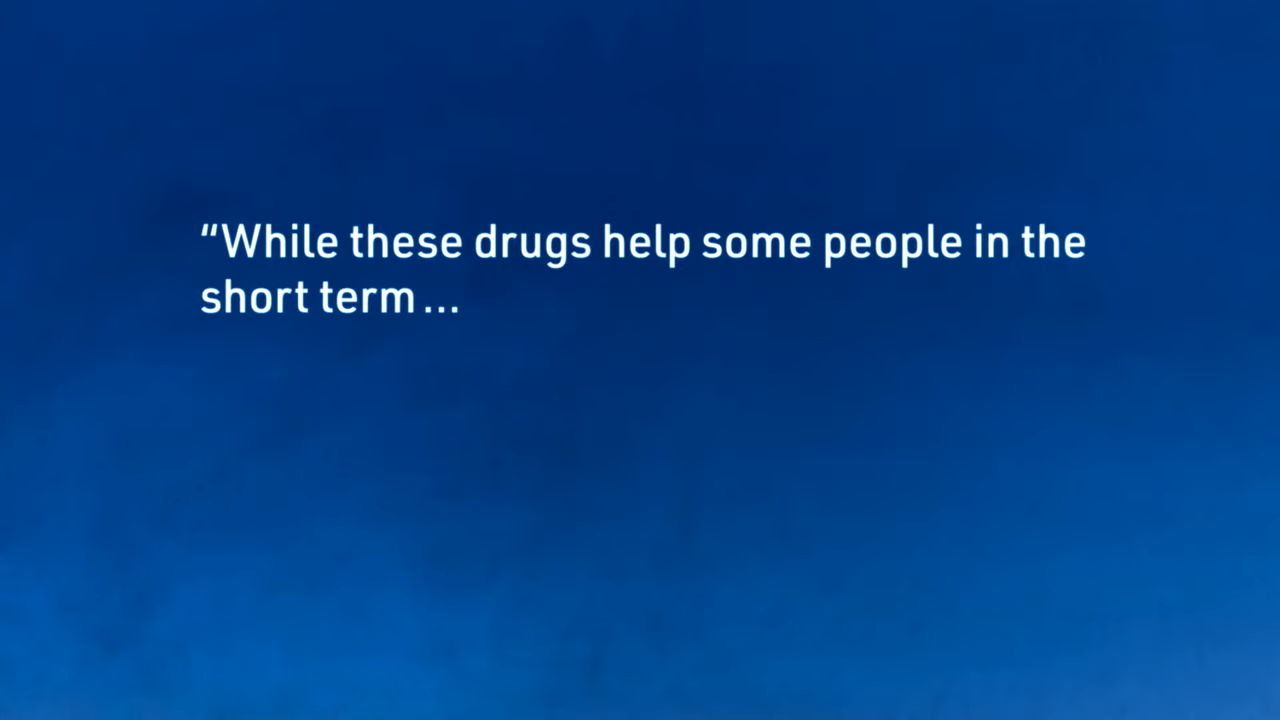 “While these drugs help some people in the
short term ...